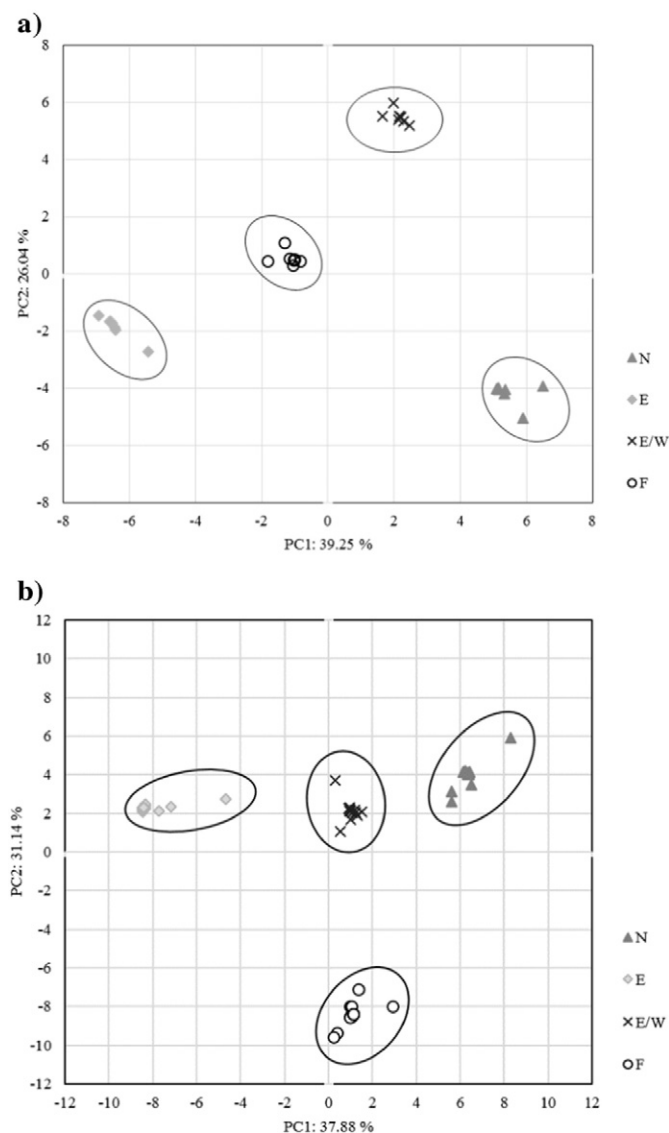 a)
8
6
4
2
0
-2
-4
-6
-8
PC2: 26.04 %
-8 -6 -4 -2 0 2 4 6 8
PC1: 39.25 %
N
E
E/W
F
b)
12
10
8
6
4
2
0
-2
-4
-6
-8
-10
-12
PC2: 31.14 %
-12 -10 -8 -6 -4 -2 0 2 4 6 8 10 12
PC1: 37.88 %
N
E
E/W
F